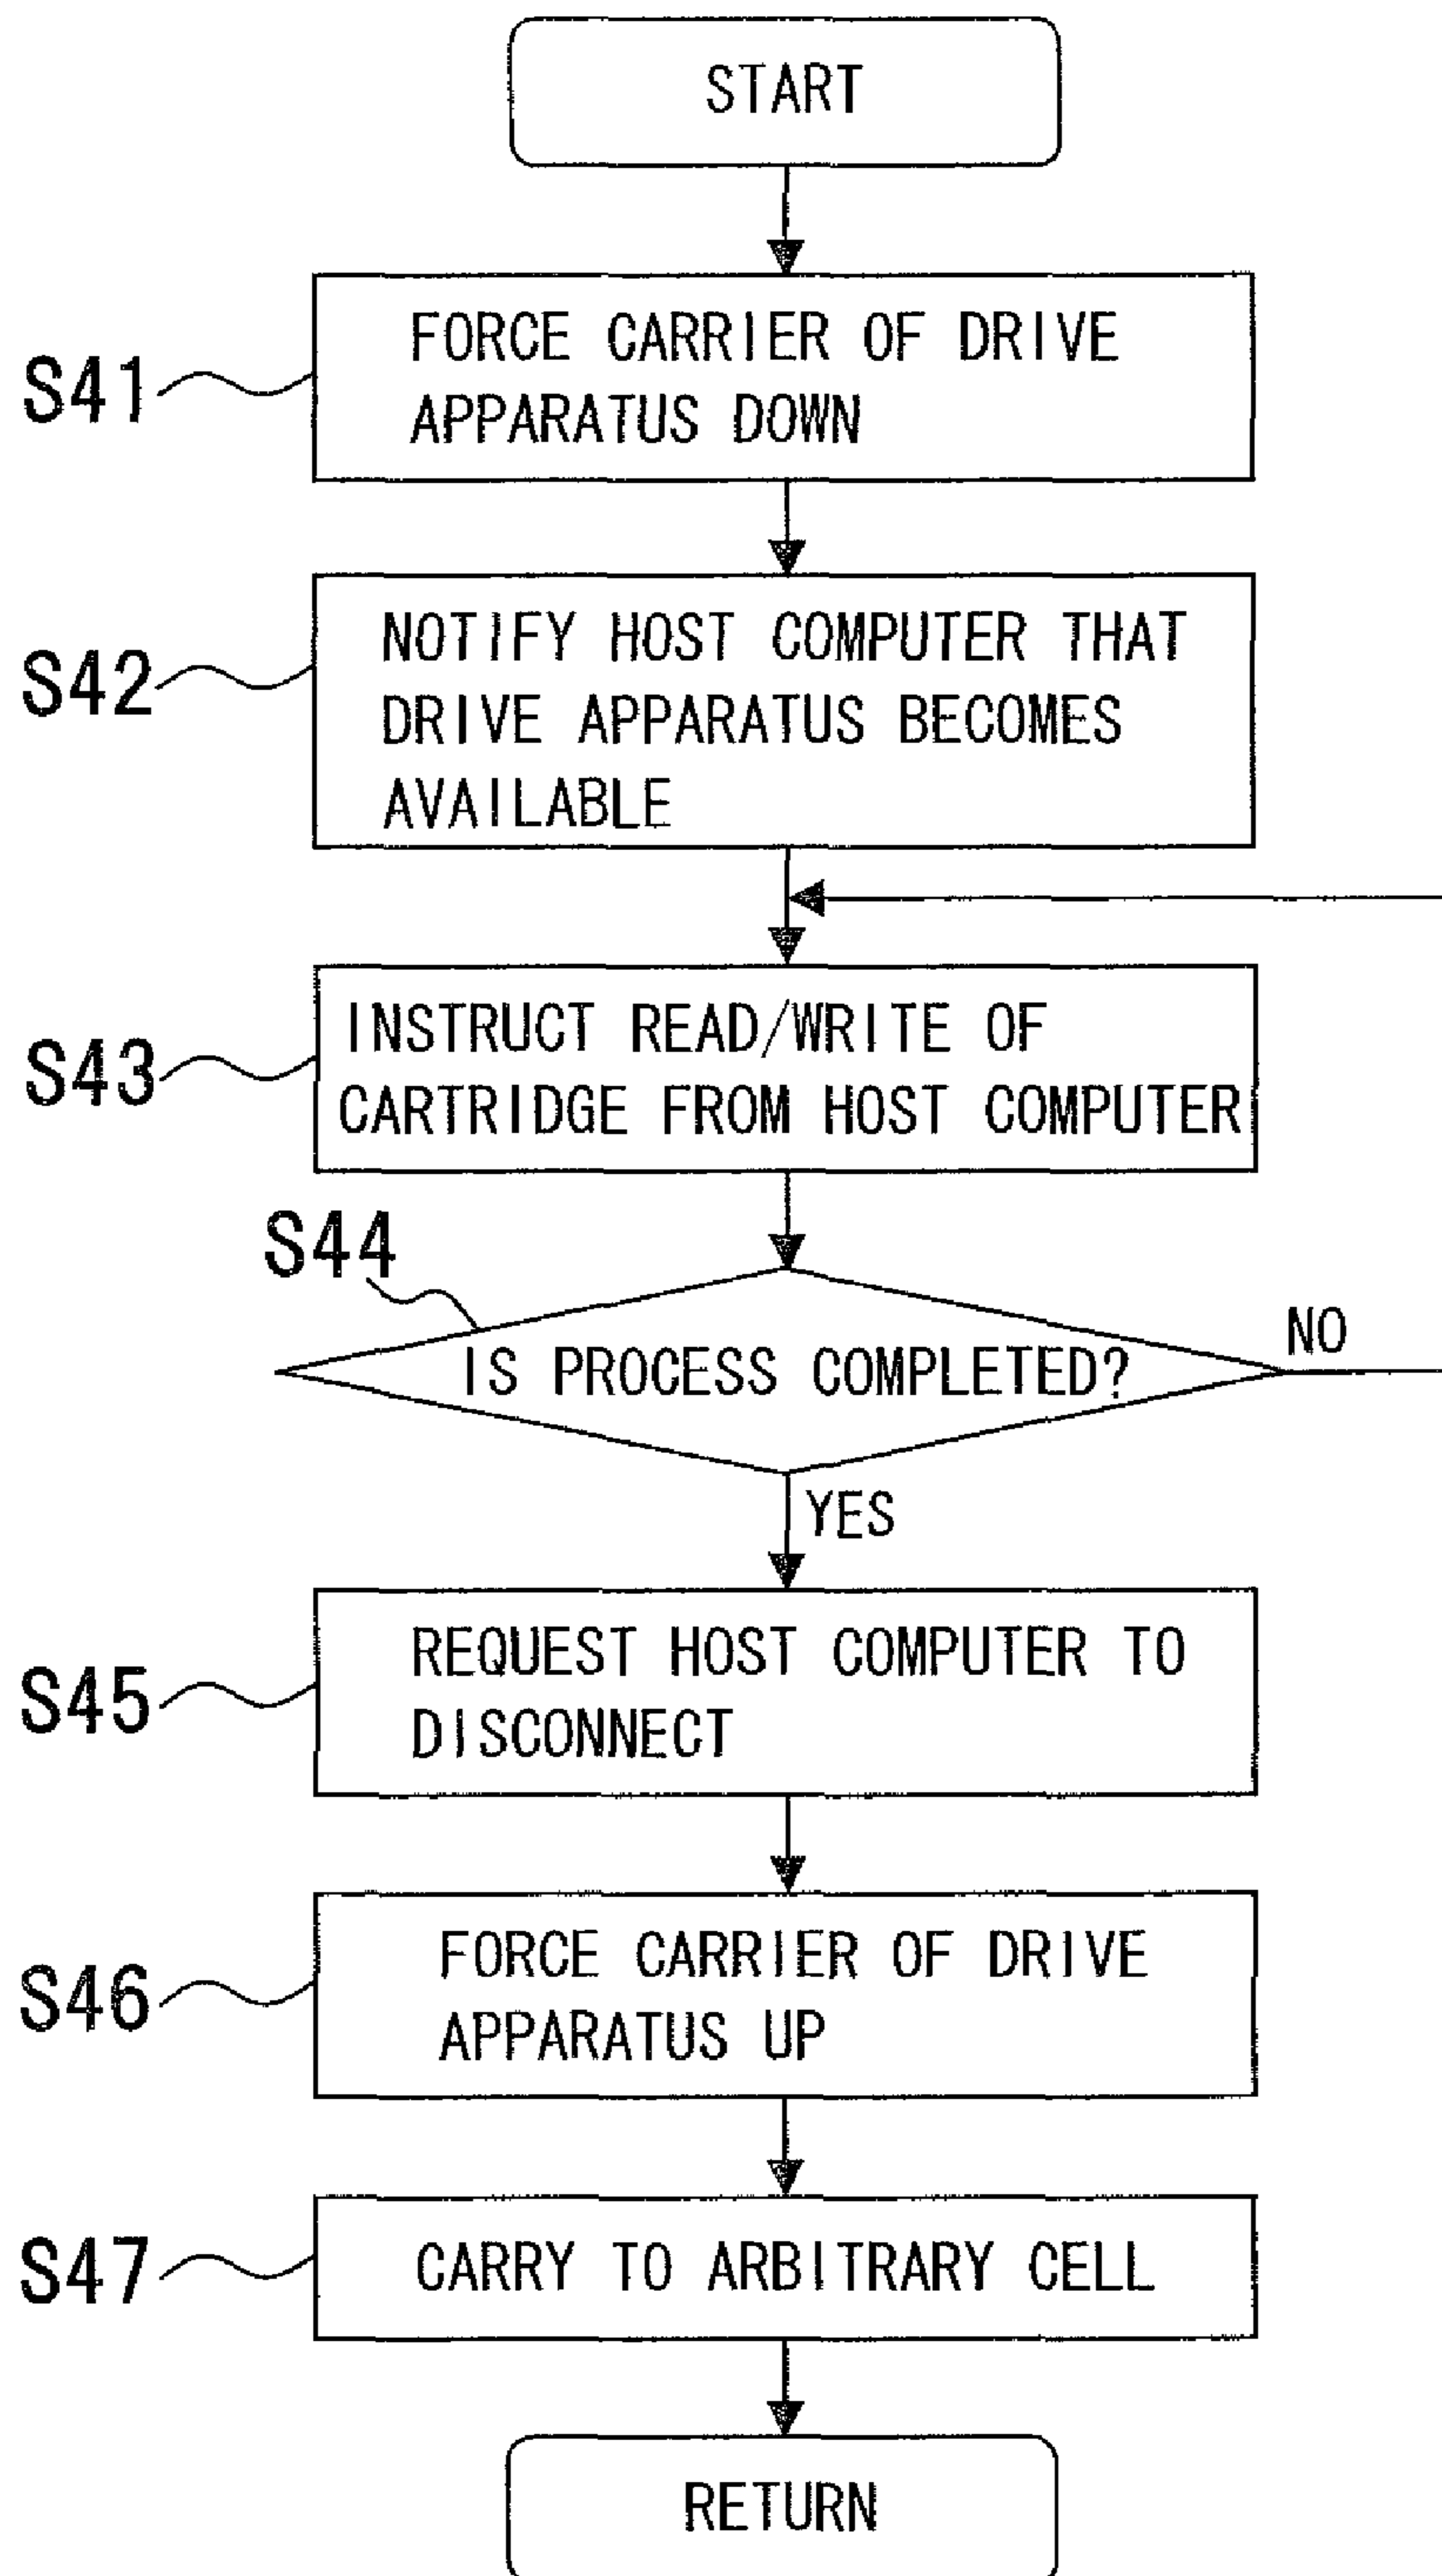 START
S41
FORCE CARRIER OF DRIVE
APPARATUS DOWN
S42
NOTIFY HOST COMPUTER THAT
DRIVE APPARATUS BECOMES
AVAILABLE
S43
INSTRUCT READ/WRITE OF
CARTRIDGE FROM HOST COMPUTER
S44
IS PROCESS COMPLETED?
NO
YES
S45
REQUEST HOST COMPUTER TO
DISCONNECT
S46
FORCE CARRIER OF DRIVE
APPARATUS UP
S47
CARRY TO ARBITRARY CELL
RETURN